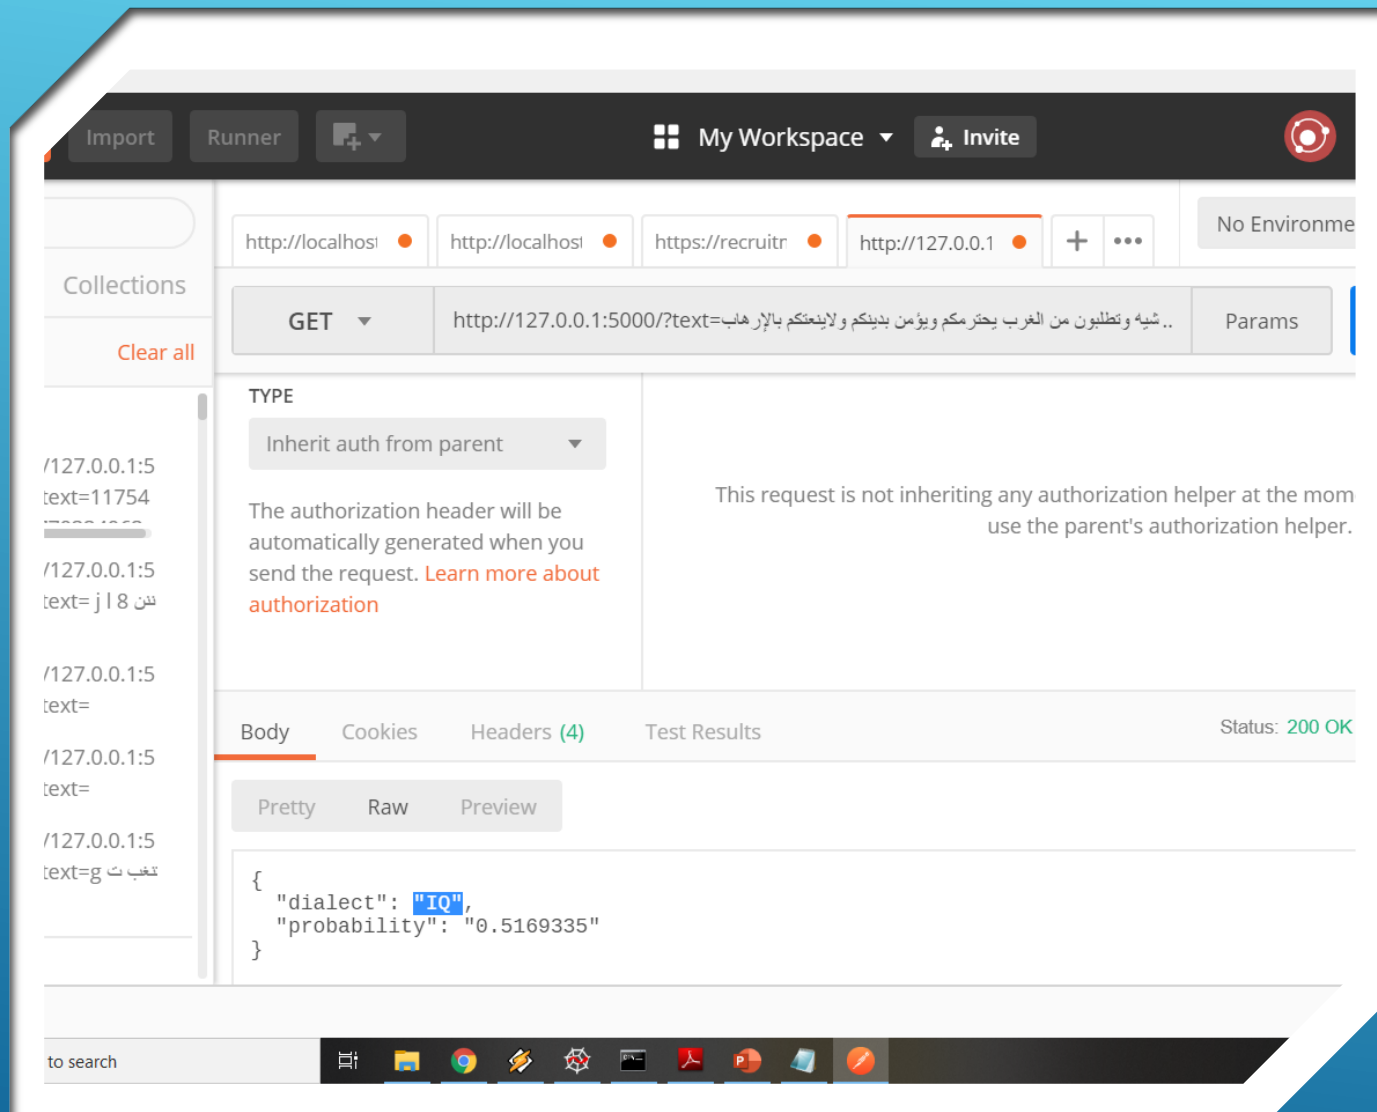 Import
Runner
My Workspace
Invite
http://localhost
http://localhost
https://recruitr
http://127.0.0.1
No Environme
Collections
GET
http://127.0.0.1:5000/?text=شيه وتطلبون من الغرب يحترمكم ويؤمن بدينكم ولاينعتكم بالإرهاب ..
Params
Clear all
TYPE
Inherit auth from parent
The authorization header will be
automatically generated when you
send the request. Learn more about
authorization
This request is not inheriting any authorization helper at the mom
use the parent's authorization helper.
/127.0.0.1:5
text=11754
/127.0.0.1:5
text= j l 8 ننن
/127.0.0.1:5
text=
/127.0.0.1:5
text=
/127.0.0.1:5
text=g تغب ت
Body
Cookies
Headers (4)
Test Results
Status: 200 OK
Pretty
Raw
Preview
{
"dialect": "IQ",
"probability": "0.5169335"
}
to search